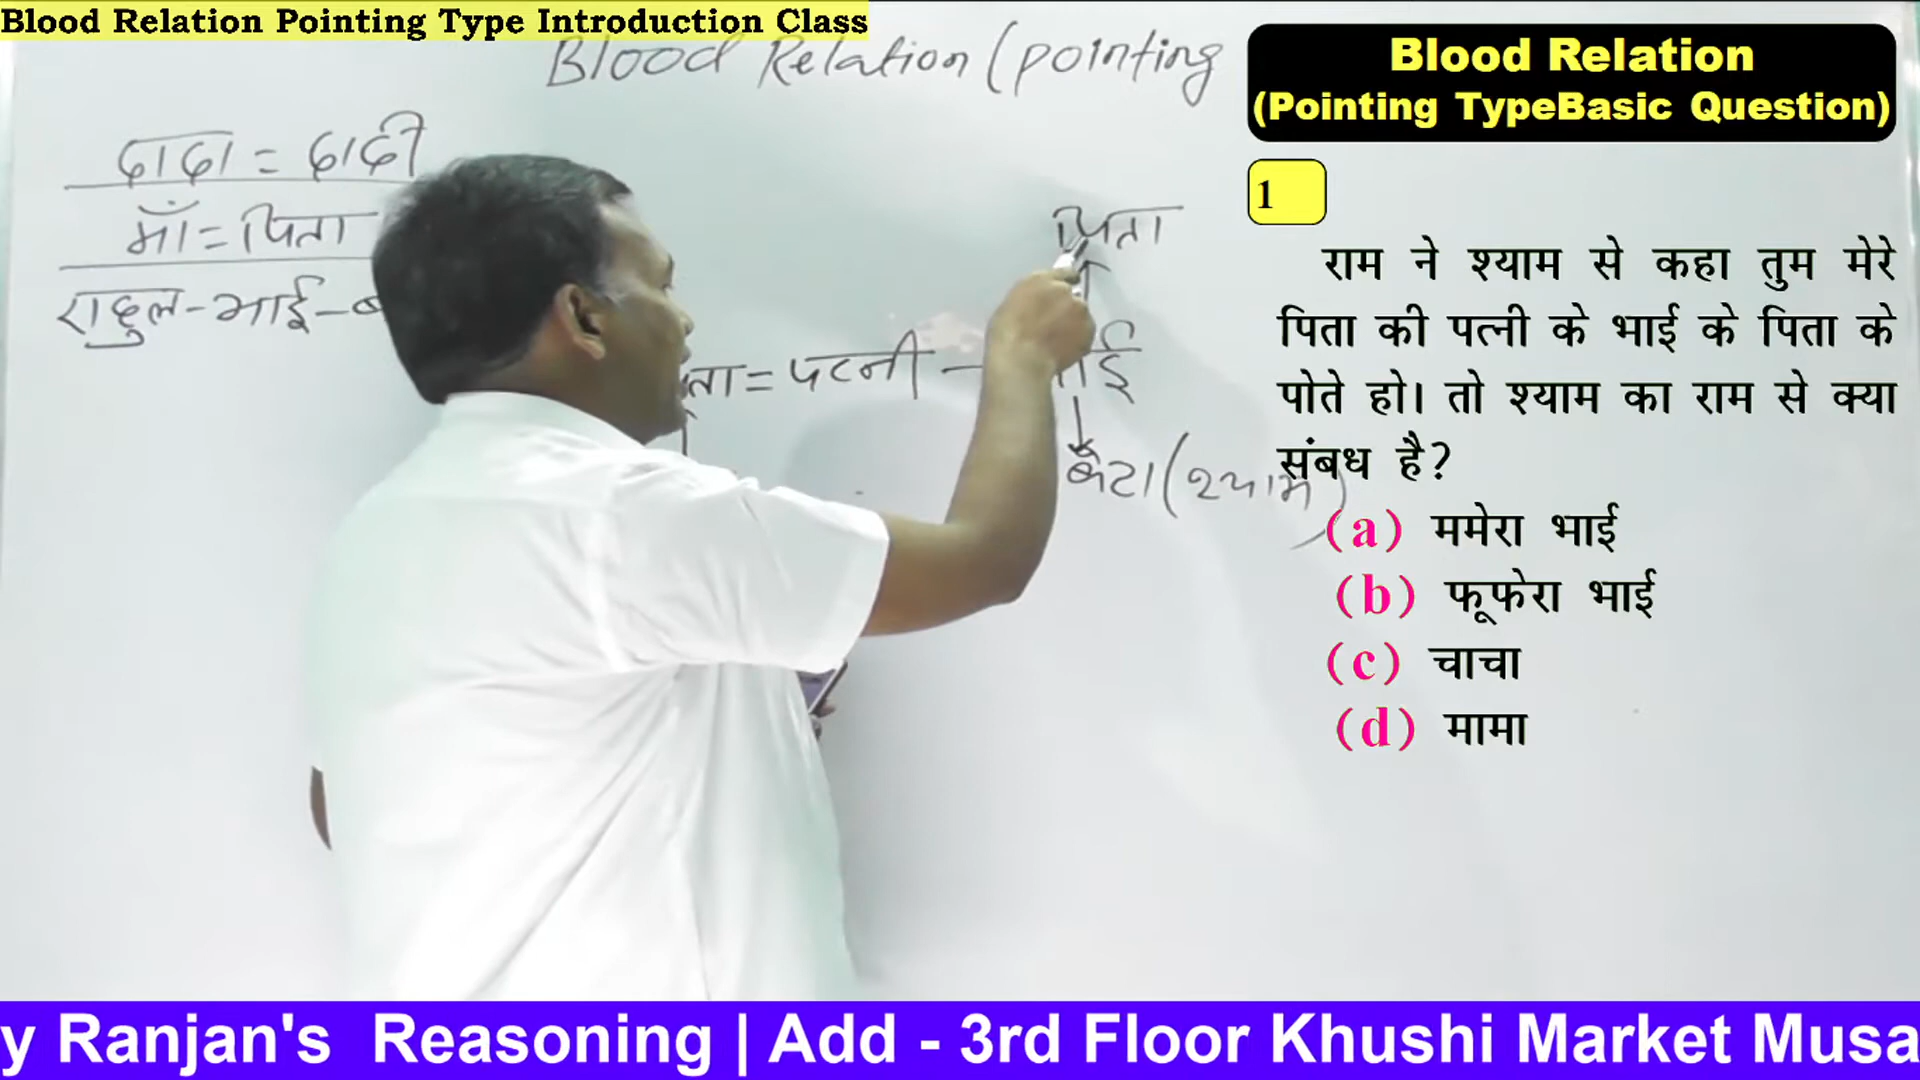 Blood Relation Pointing Type Introduction Class
Blood Relation (pointing
दादा = दादी
माँ = पिता
राहुल - भाई -
पिता
= पत्नी -
बेटा (श्याम)
Blood Relation
(Pointing TypeBasic Question)
1
राम ने श्याम से कहा तुम मेरे
पिता की पत्नी के भाई के पिता के
पोते हो। तो श्याम का राम से क्या
संबध है?
(a) ममेरा भाई
(b) फूफेरा भाई
(c) चाचा
(d) मामा
y Ranjan's Reasoning | Add - 3rd Floor Khushi Market Musa